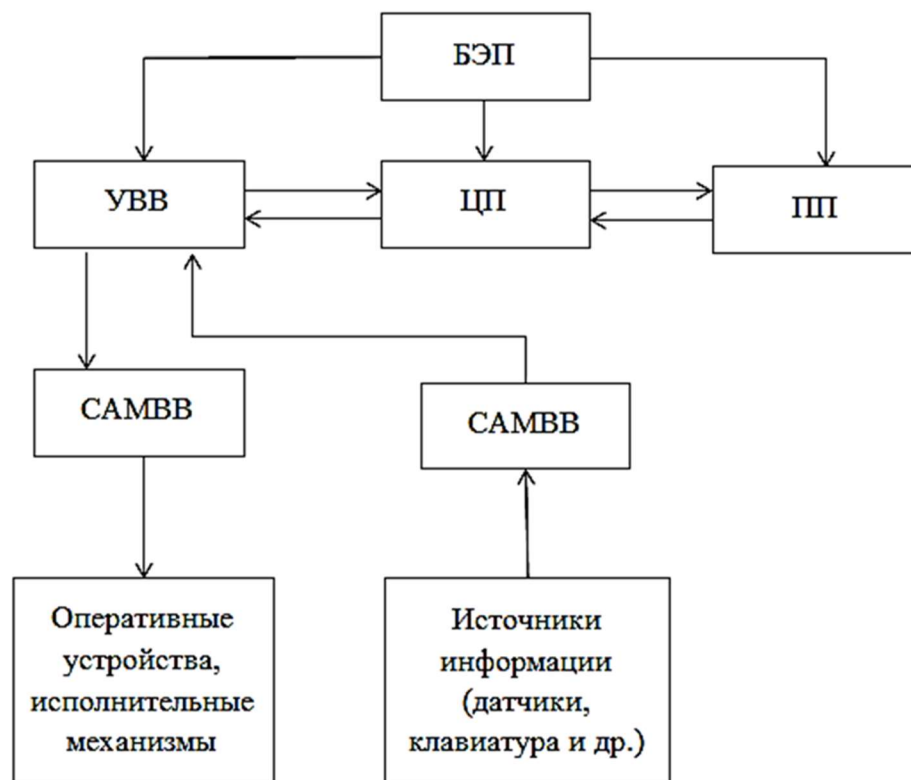 БЭП
УВВ
ЦП
ПП
САМВВ
САМВВ
Оперативные
устройства,
исполнительные
механизмы
Источники
информации
(датчики,
клавиатура и др.)